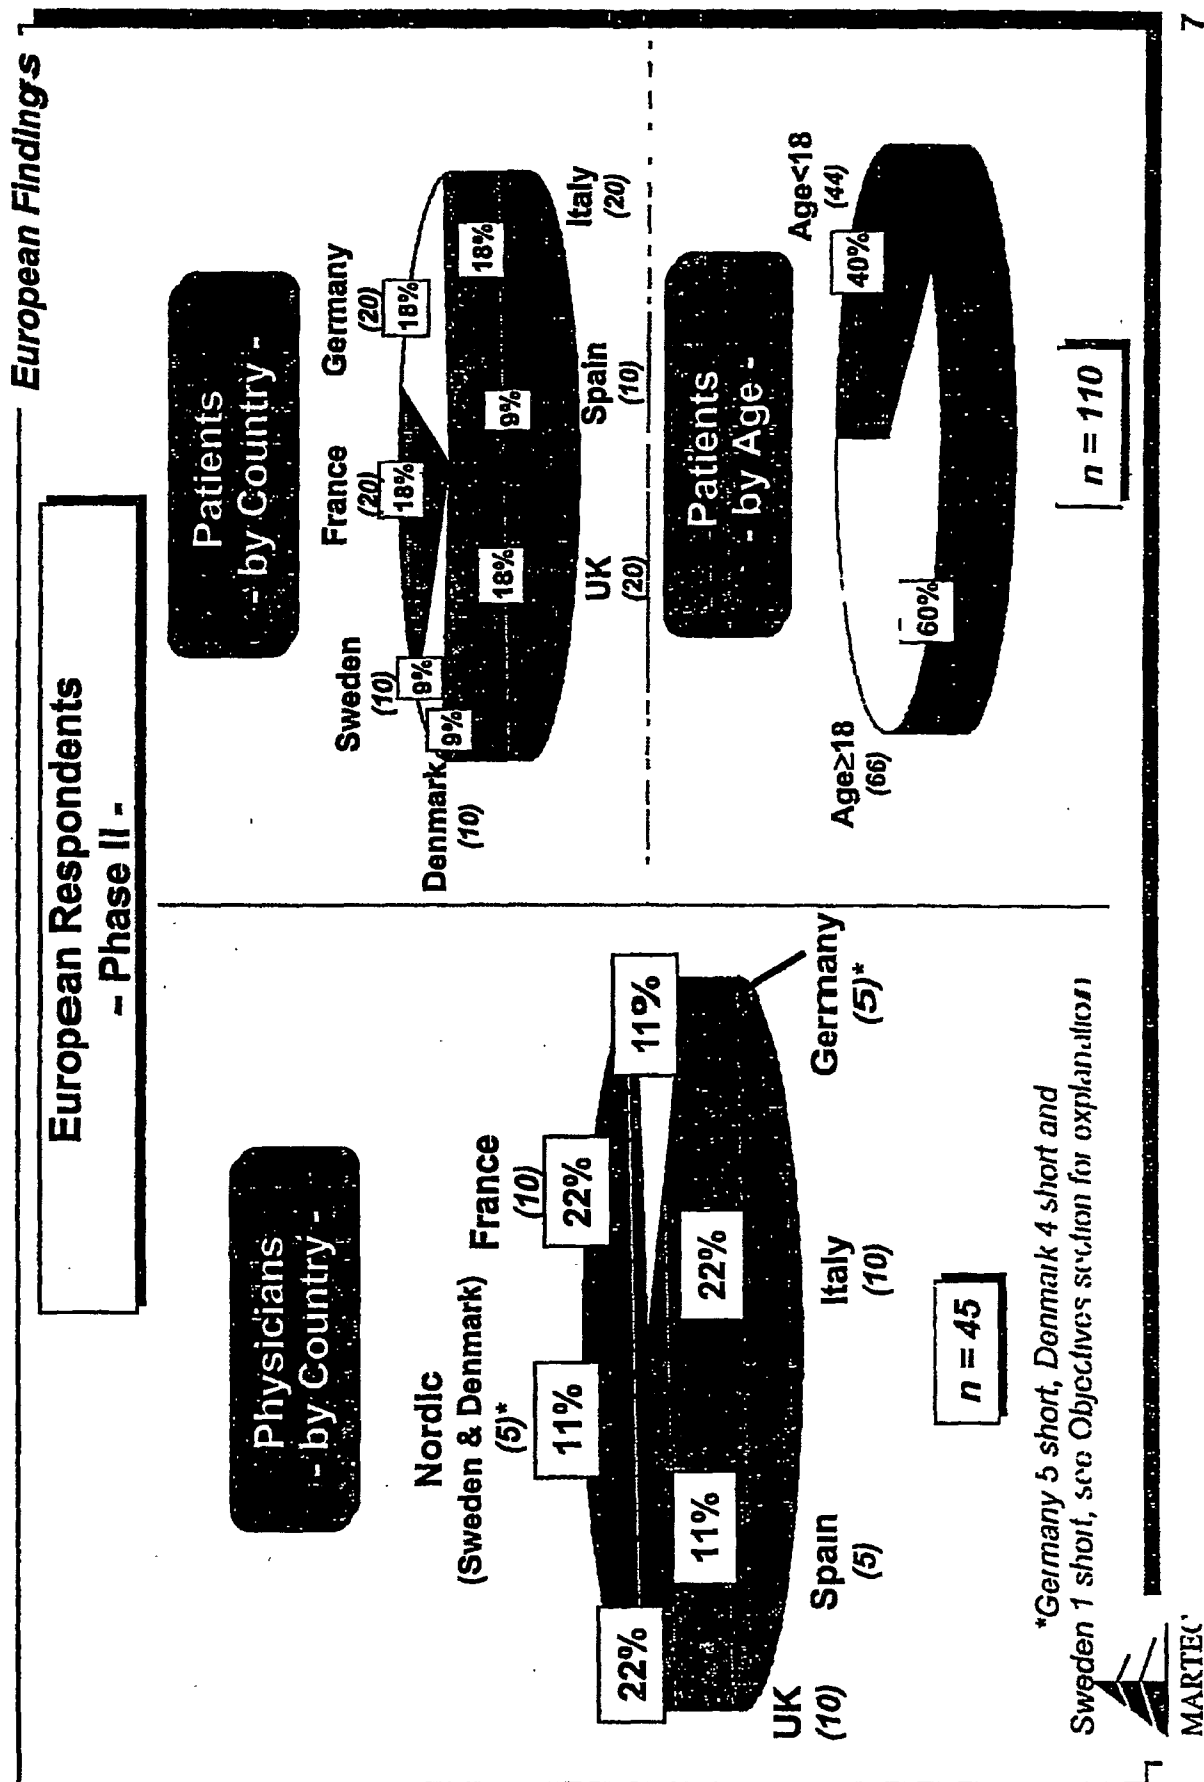 European Findings
European Respondents
- Phase II -
Physicians
- by Country -
Nordic
(Sweden & Denmark)
(5)*
11%
France
(10)
22%
11%
Germany
(5)*
22%
Italy
(10)
11%
Spain
(5)
22%
UK
(10)
n = 45
*Germany 5 short, Denmark 4 short and
Sweden 1 short, see Objectives section for explanation
Patients
- by Country -
Sweden
(10)
9%
France
(20)
18%
Germany
(20)
18%
Denmark
(10)
9%
18%
9%
18%
UK
(20)
Spain
(10)
Italy
(20)
Patients
- by Age -
Age≥18
(66)
60%
Age<18
(44)
40%
n = 110
MARTEC
7